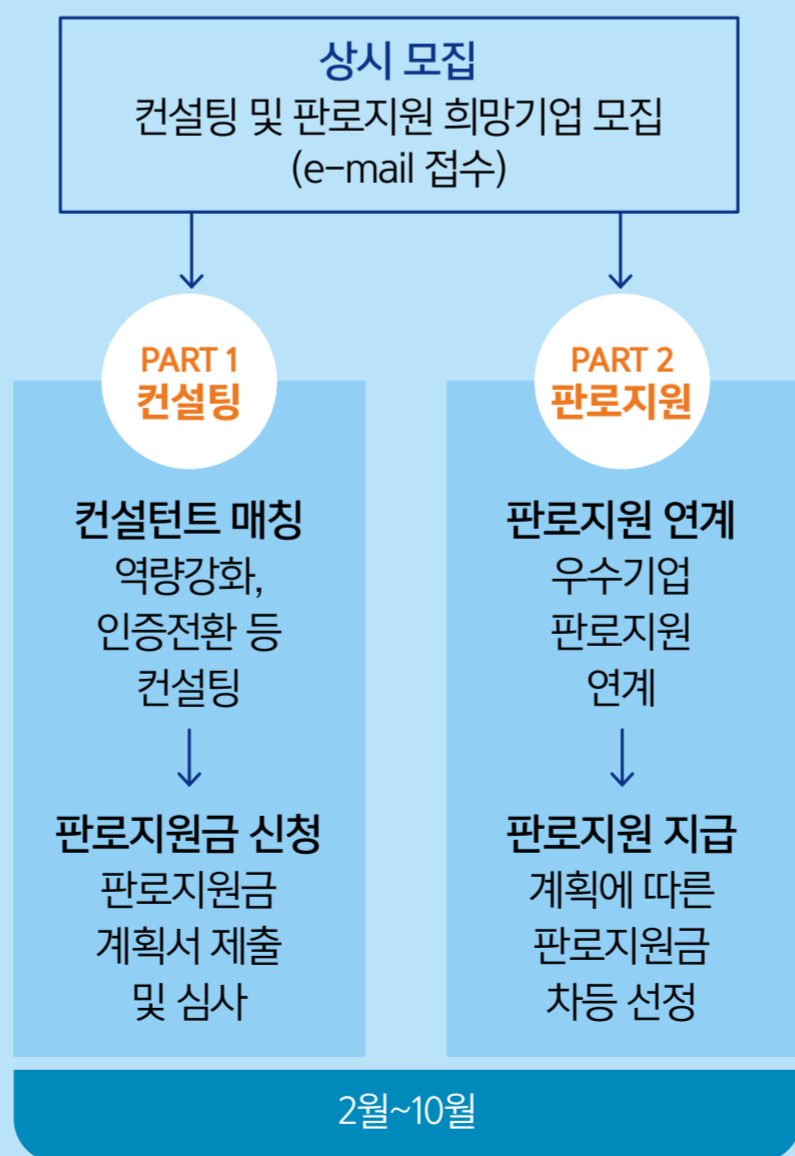 상시 모집
컨설팅 및 판로지원 희망기업 모집
(e-mail 접수)
PART 1
컨설팅
컨설턴트 매칭
역량강화,
인증전환 등
컨설팅
판로지원금 신청
판로지원금
계획서 제출
및 심사
PART 2
판로지원
판로지원 연계
우수기업
판로지원
연계
판로지원 지급
계획에 따른
판로지원금
차등 선정
2월~10월